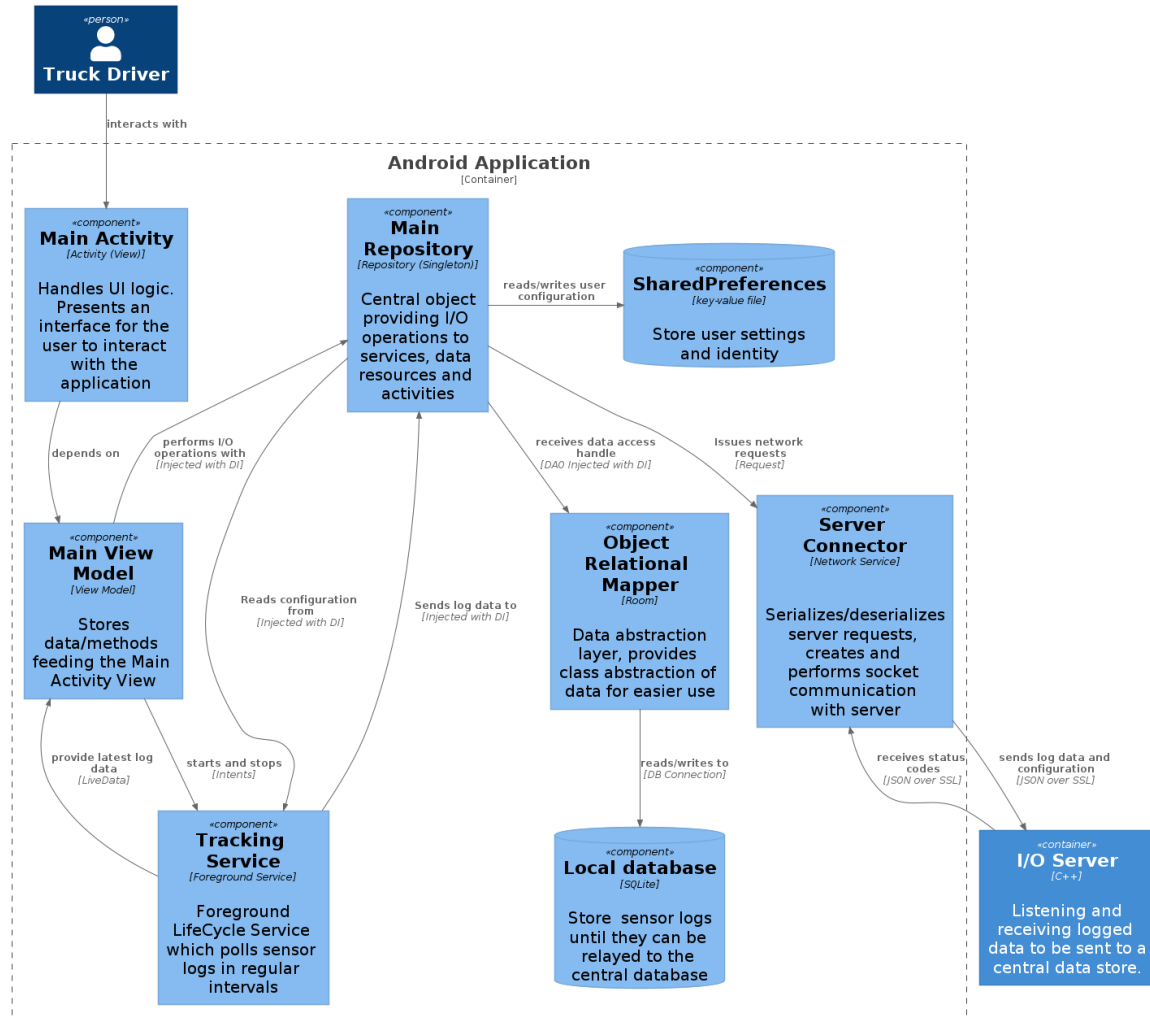 «person»
Truck Driver
interacts with
Android Application
[Container]
«component»
Main Activity
[Activity (View)]
Handles UI logic.
Presents an
interface for the
user to interact
with the
application
«component»
Main
Repository
[Repository (Singleton)]
Central object
providing I/O
operations to
services, data
resources and
activities
reads/writes user
configuration
«component»
SharedPreferences
[key-value file]
Store user settings
and identity
depends on
performs I/O
operations with
[Injected with DI]
receives data access
handle
[DAO Injected with DI]
Issues network
requests
[Request]
«component»
Main View
Model
[View Model]
Stores
data/methods
feeding the Main
Activity View
Reads configuration
from
[Injected with DI]
Sends log data to
[Injected with DI]
«component»
Object
Relational
Mapper
[Room]
Data abstraction
layer, provides
class abstraction of
data for easier use
«component»
Server
Connector
[Network Service]
Serializes/deserializes
server requests,
creates and
performs socket
communication
with server
provide latest log
data
[LiveData]
starts and stops
[Intents]
reads/writes to
[DB Connection]
receives status
codes
[JSON over SSL]
sends log data and
configuration
[JSON over SSL]
«component»
Tracking
Service
[Foreground Service]
Foreground
LifeCycle Service
which polls sensor
logs in regular
intervals
«component»
Local database
[SQLite]
Store  sensor logs
until they can be
relayed to the
central database
«container»
I/O Server
[C++]
Listening and
receiving logged
data to be sent to a
central data store.